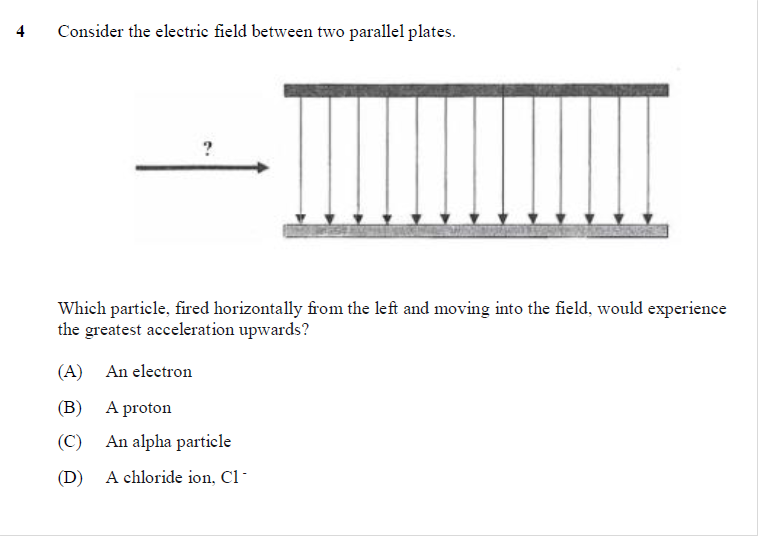 4 Consider the electric field between two parallel plates.
?
Which particle, fired horizontally from the left and moving into the field, would experience
the greatest acceleration upwards?
(A) An electron
(B) A proton
(C) An alpha particle
(D) A chloride ion, Cl⁻